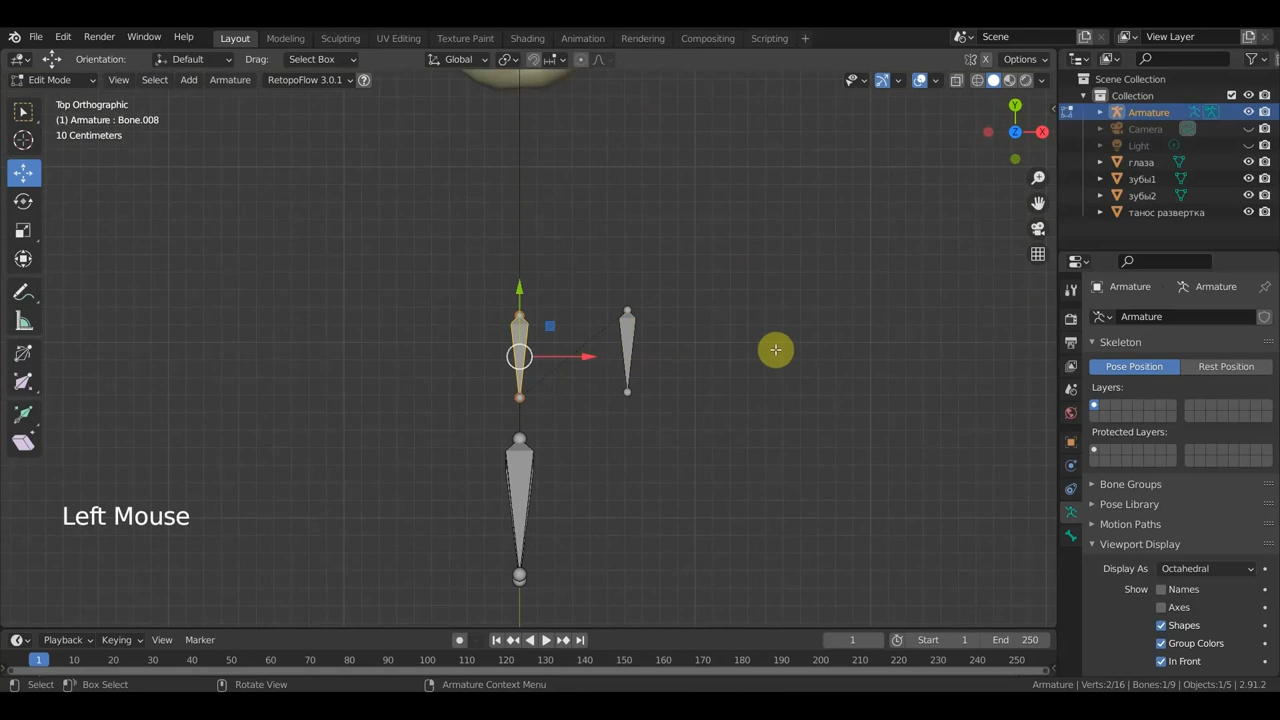 File Edit Render Window Help Layout Modeling Sculpting UV Editing Texture Paint Shading Animation Rendering Compositing Scripting + Scene View Layer
Orientation: Default Drag: Select Box Global X Options
Edit Mode View Select Add Armature RetopoFlow 3.0.1 ?
Top Orthographic
(1) Armature : Bone.008
10 Centimeters
Y
Z X
Left Mouse
Scene Collection
Collection
Armature
Camera
Light
глаза
зубы1
зубы2
танос развертка
Armature Armature
Armature
Skeleton
Pose Position Rest Position
Layers:
Protected Layers:
Bone Groups
Pose Library
Motion Paths
Viewport Display
Display As Octahedral
Show Names
Axes
Shapes
Group Colors
In Front
Playback Keying View Marker 1 Start 1 End 250
1 10 20 30 40 50 60 70 80 90 100 110 120 130 140 150 160 170 180 190 200 210 220 230 240 250
Select Box Select Rotate View Armature Context Menu Armature | Verts:2/16 | Bones:1/9 | Objects:1/5 | 2.91.2